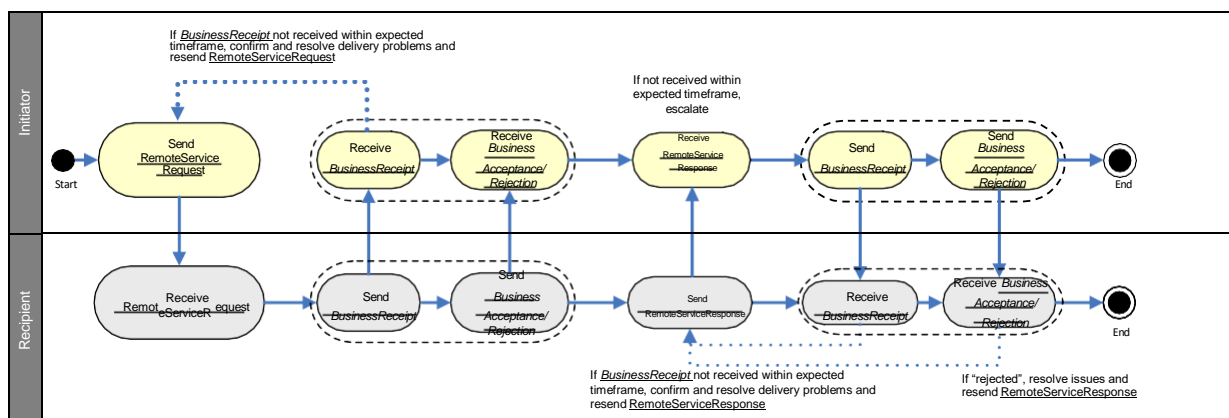 If BusinessReceipt not received within expected
timeframe, confirm and resolve delivery problems and
resend RemoteServiceRequest
If not received within
expected timeframe,
escalate
Initiator
Start
Send
RemoteService
Request
Receive
BusinessReceipt
Receive
Business
Acceptance/
Rejection
Receive
RemoteService
Response
Send
BusinessReceipt
Send
Business
Acceptance/
Rejection
End
Recipient
Receive
Remot equest
eServiceR
Send
BusinessReceipt
Send
Business
Acceptance/
Rejection
Send
RemoteServiceResponse
Receive
BusinessReceipt
Receive Business
Acceptance/
Rejection
End
If BusinessReceipt not received within expected
timeframe, confirm and resolve delivery problems and
resend RemoteServiceResponse
If “rejected”, resolve issues and
resend RemoteServiceResponse